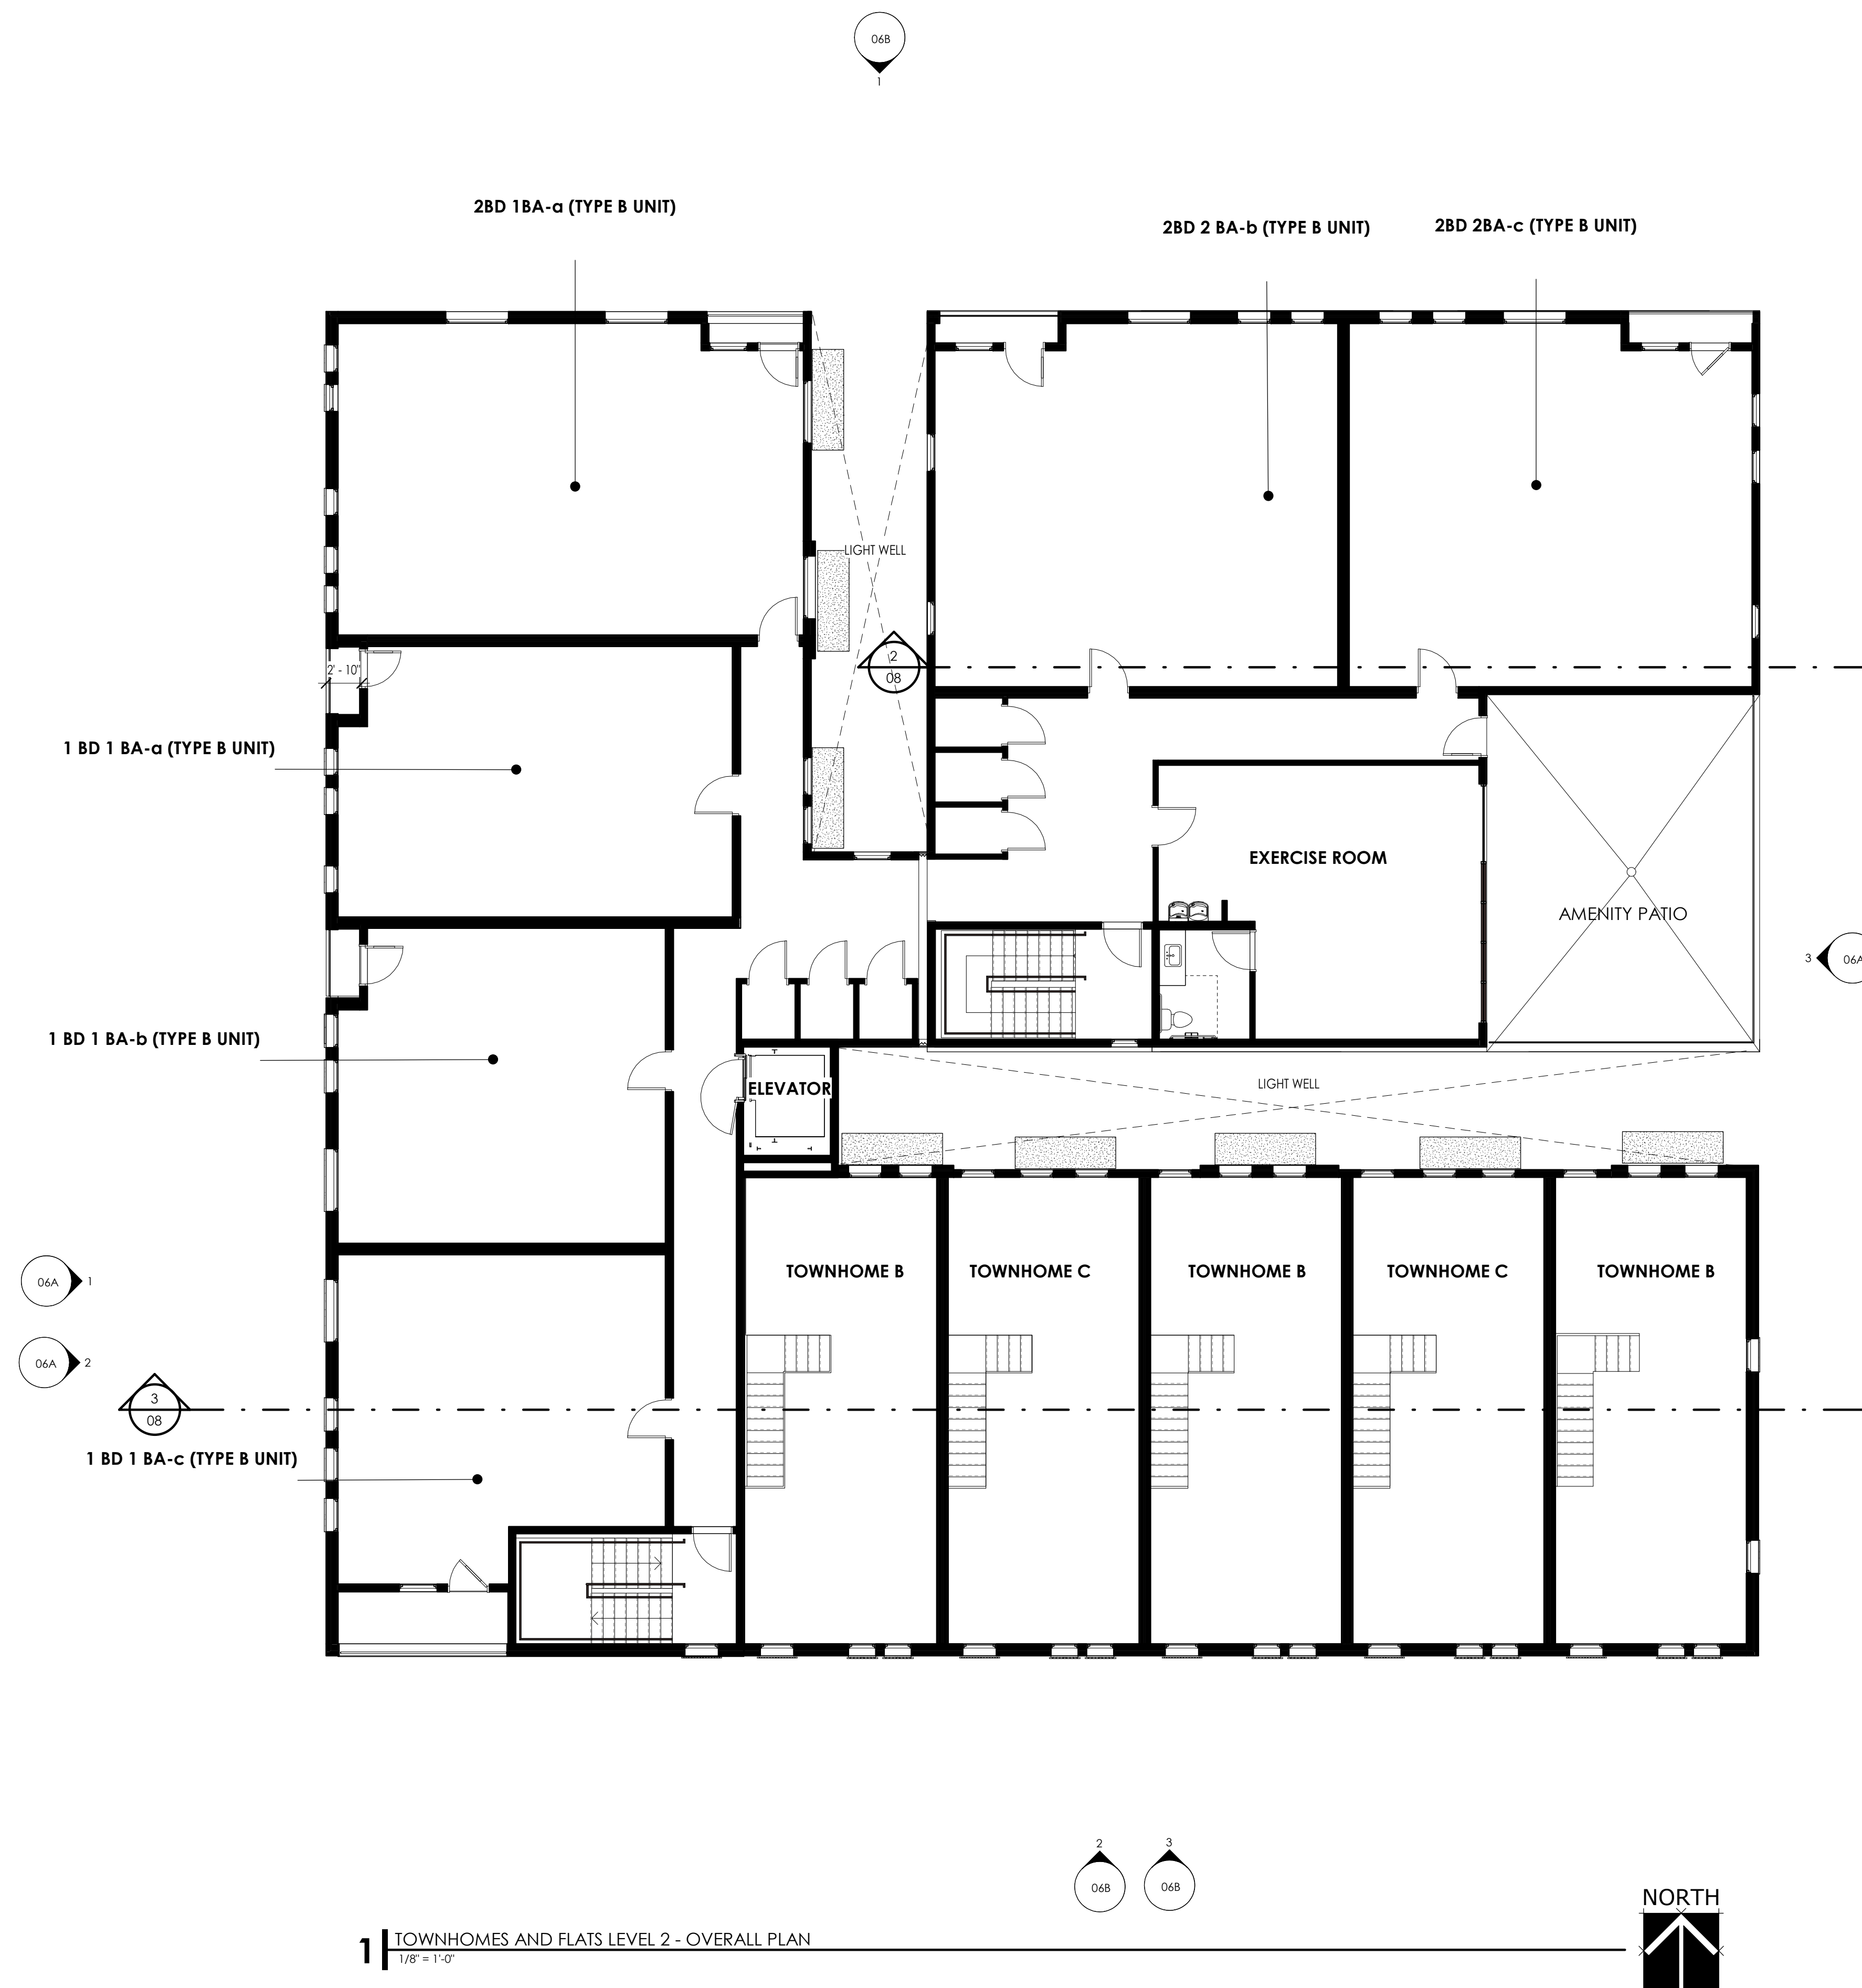 06B
1
2BD 1BA-a (TYPE B UNIT)
2BD 2 BA-b (TYPE B UNIT)
2BD 2BA-c (TYPE B UNIT)
LIGHT WELL
2
08
2' - 10"
1 BD 1 BA-a (TYPE B UNIT)
EXERCISE ROOM
AMENITY PATIO
3
06A
1 BD 1 BA-b (TYPE B UNIT)
ELEVATOR
LIGHT WELL
06A
1
TOWNHOME B
TOWNHOME C
TOWNHOME B
TOWNHOME C
TOWNHOME B
06A
2
3
08
1 BD 1 BA-c (TYPE B UNIT)
2
06B
3
06B
NORTH
1
TOWNHOMES AND FLATS LEVEL 2 - OVERALL PLAN
1/8" = 1'-0"